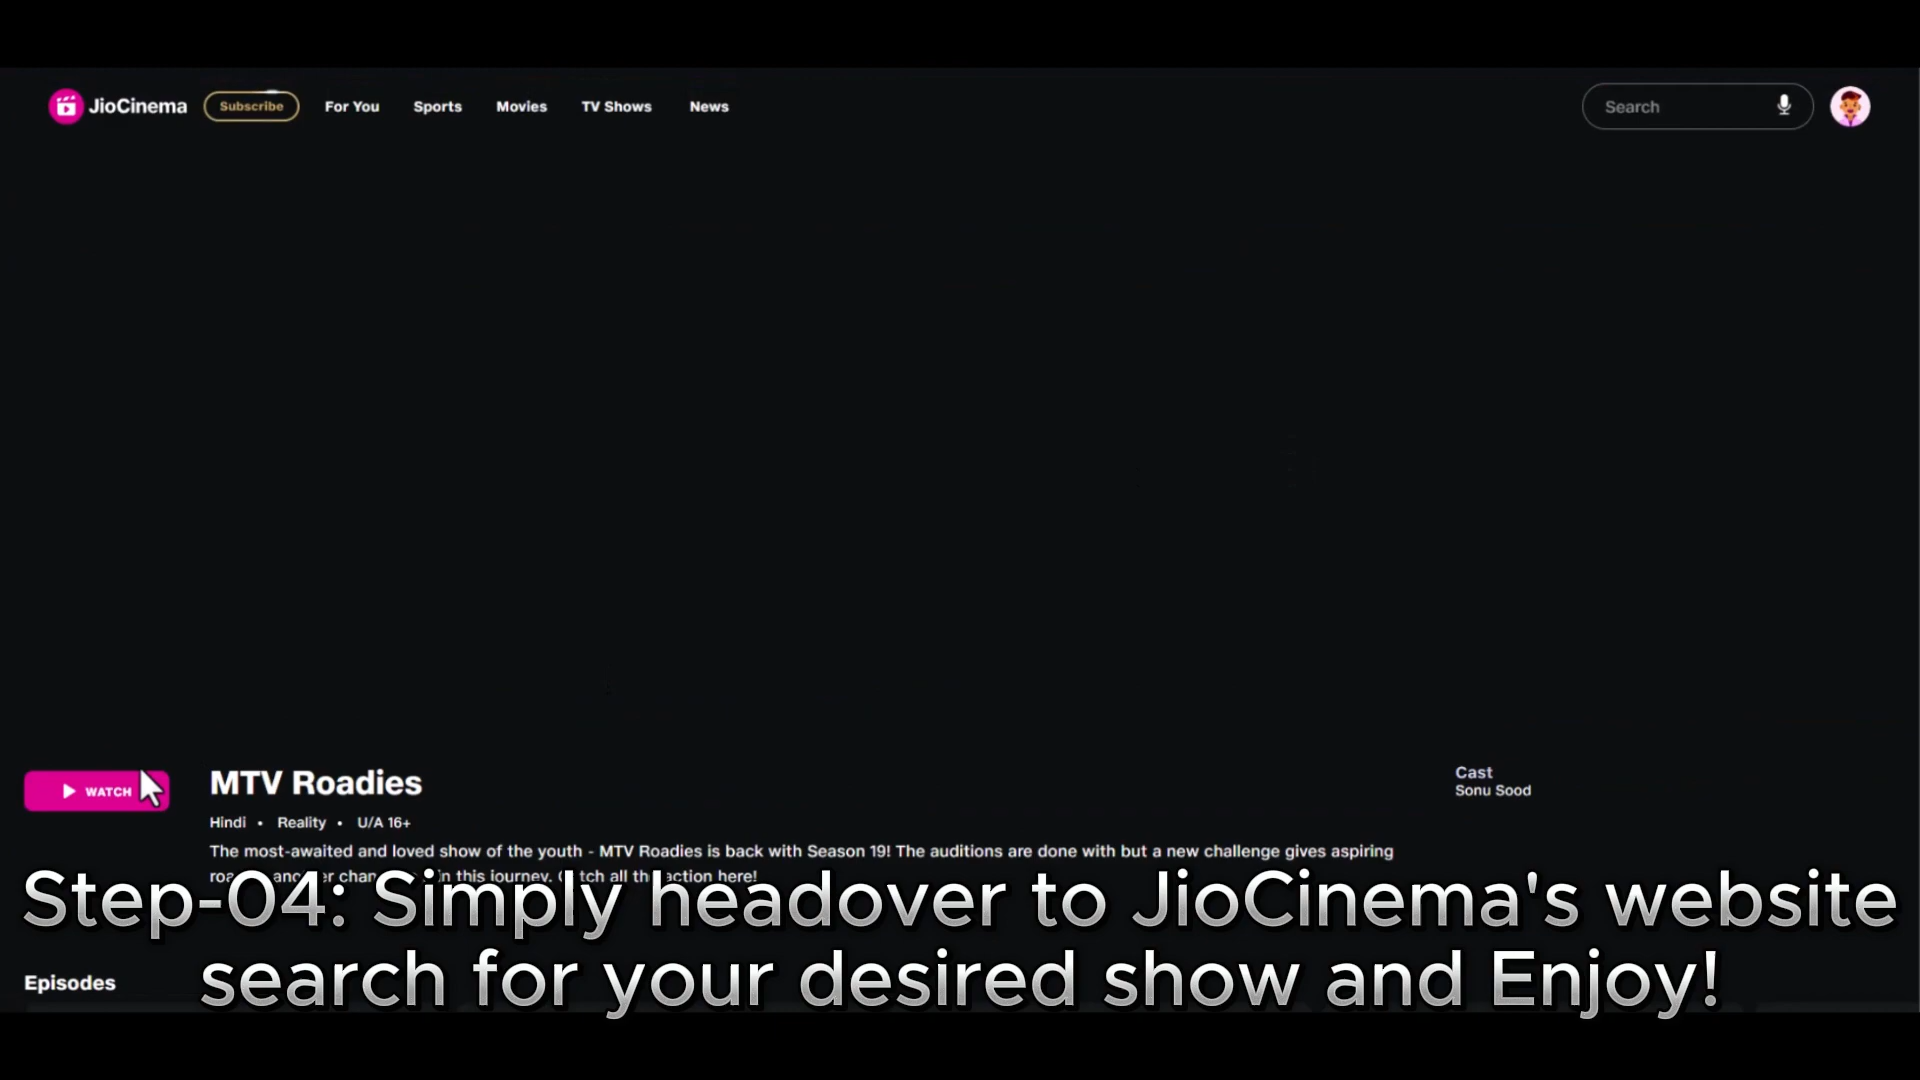 JioCinema Subscribe For You Sports Movies TV Shows News Search
WATCH
MTV Roadies
Cast
Sonu Sood
Hindi • Reality • U/A 16+
The most-awaited and loved show of the youth - MTV Roadies is back with Season 19! The auditions are done with but a new challenge gives aspiring
in this journey. all action here!
Step-04: Simply headover to JioCinema's website
search for your desired show and Enjoy!
Episodes